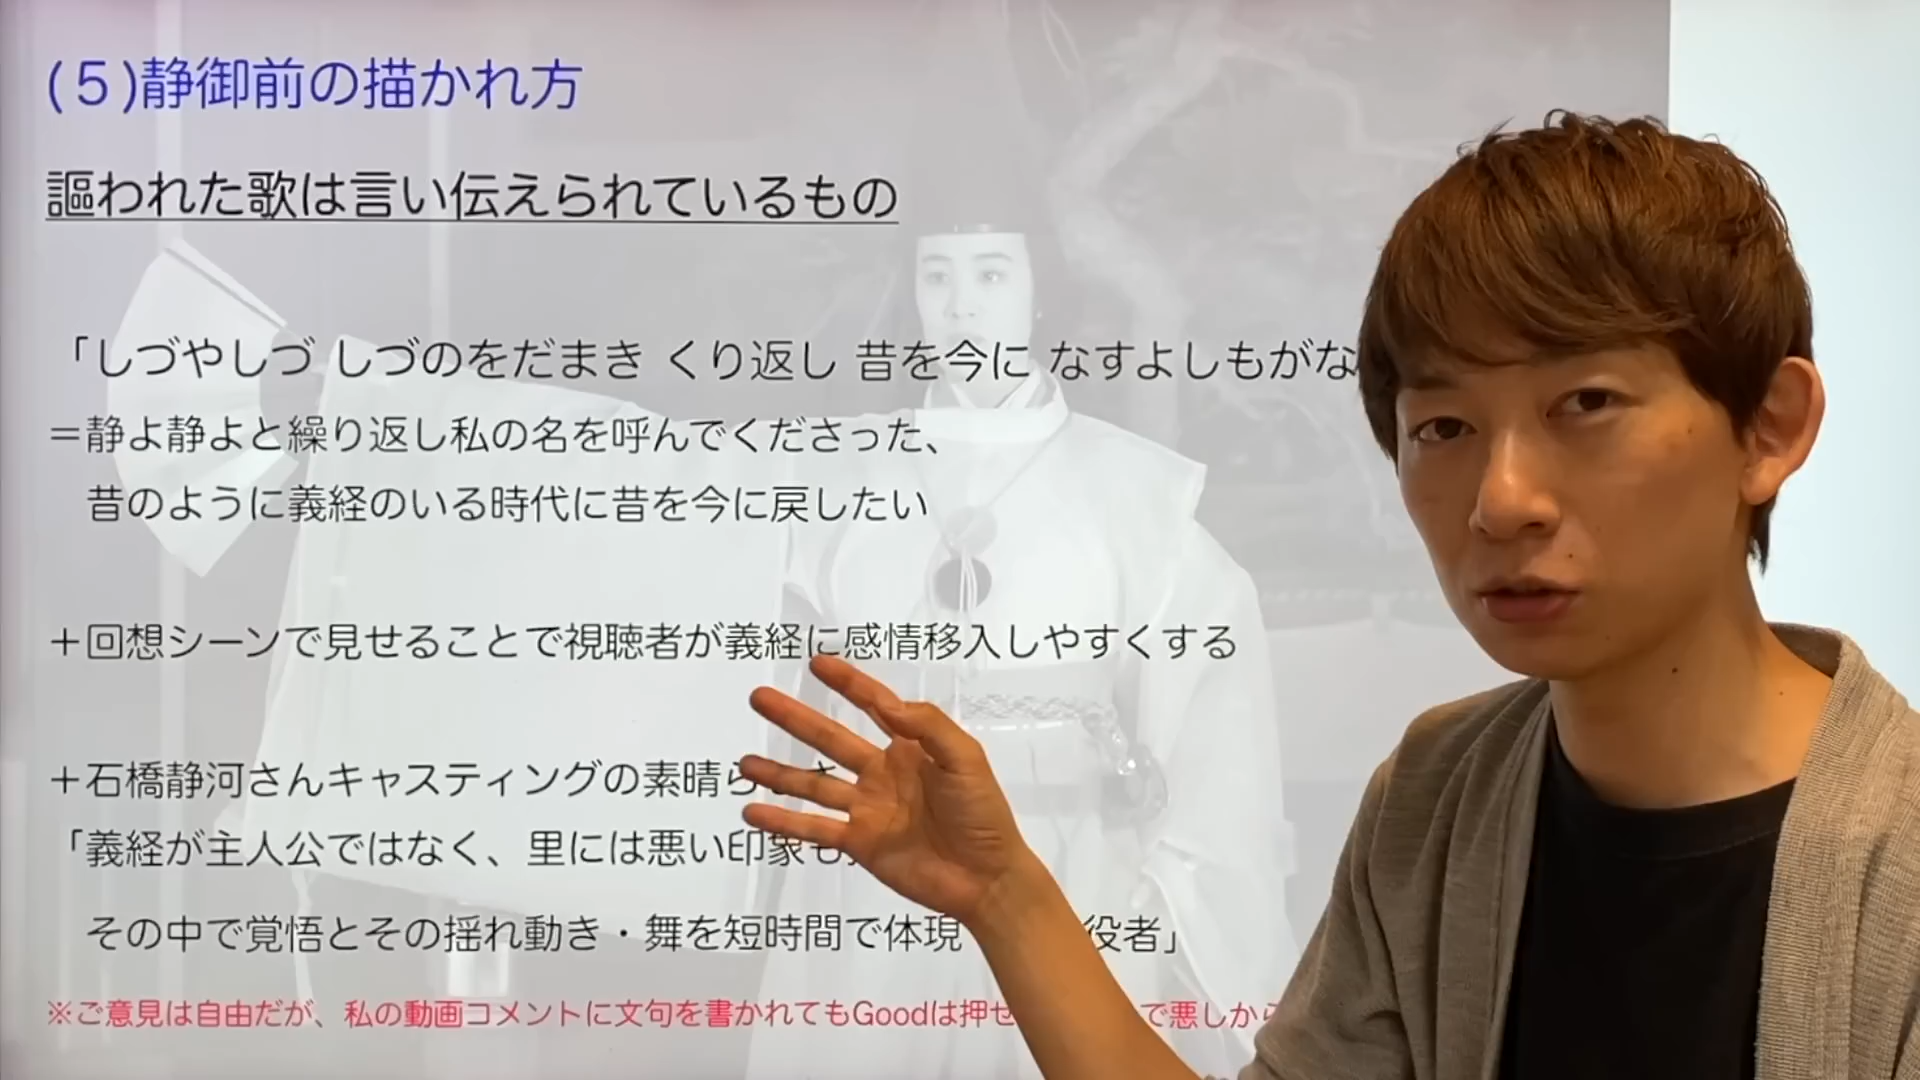 (５)静御前の描かれ方
謳われた歌は言い伝えられているもの
「しづやしづ しづのをだまき くり返し 昔を今に なすよしもがな
＝静よ静よと繰り返し私の名を呼んでくださった、
昔のように義経のいる時代に昔を今に戻したい
＋回想シーンで見せることで視聴者が義経に感情移入しやすくする
＋石橋静河さんキャスティングの素晴ら
「義経が主人公ではなく、里には悪い印象も
その中で覚悟とその揺れ動き・舞を短時間で体現 役者」
※ご意見は自由だが、私の動画コメントに文句を書かれてもGoodは押せ で悪しから